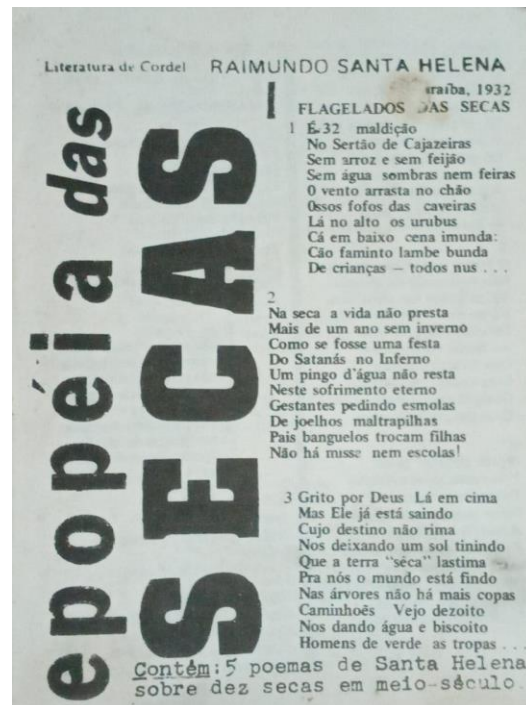 Literatura de Cordel RAIMUNDO SANTA HELENA
epopéia das
SECAS
araíba, 1932
FLAGELADOS DAS SECAS
1 É 32 maldição
No Sertão de Cajazeiras
Sem arroz e sem feijão
Sem água sombras nem feiras
O vento arrasta no chão
Ossos fofos das caveiras
Lá no alto os urubus
Cá em baixo cena imunda:
Cão faminto lambe bunda
De crianças — todos nus . . .
2
Na seca a vida não presta
Mais de um ano sem inverno
Como se fosse uma festa
Do Satanás no Inferno
Um pingo d'água não resta
Neste sofrimento eterno
Gestantes pedindo esmolas
De joelhos maltrapilhas
Pais banguelos trocam filhas
Não há missa nem escolas!
3 Grito por Deus Lá em cima
Mas Ele já está saindo
Cujo destino não rima
Nos deixando um sol tinindo
Que a terra "séca" lastima
Pra nós o mundo está findo
Nas árvores não há mais copas
Caminhoẽs Vejo dezoito
Nos dando água e biscoito
Homens de verde as tropas . . .
Contém: 5 poemas de Santa Helena
sobre dez secas em meio-século.